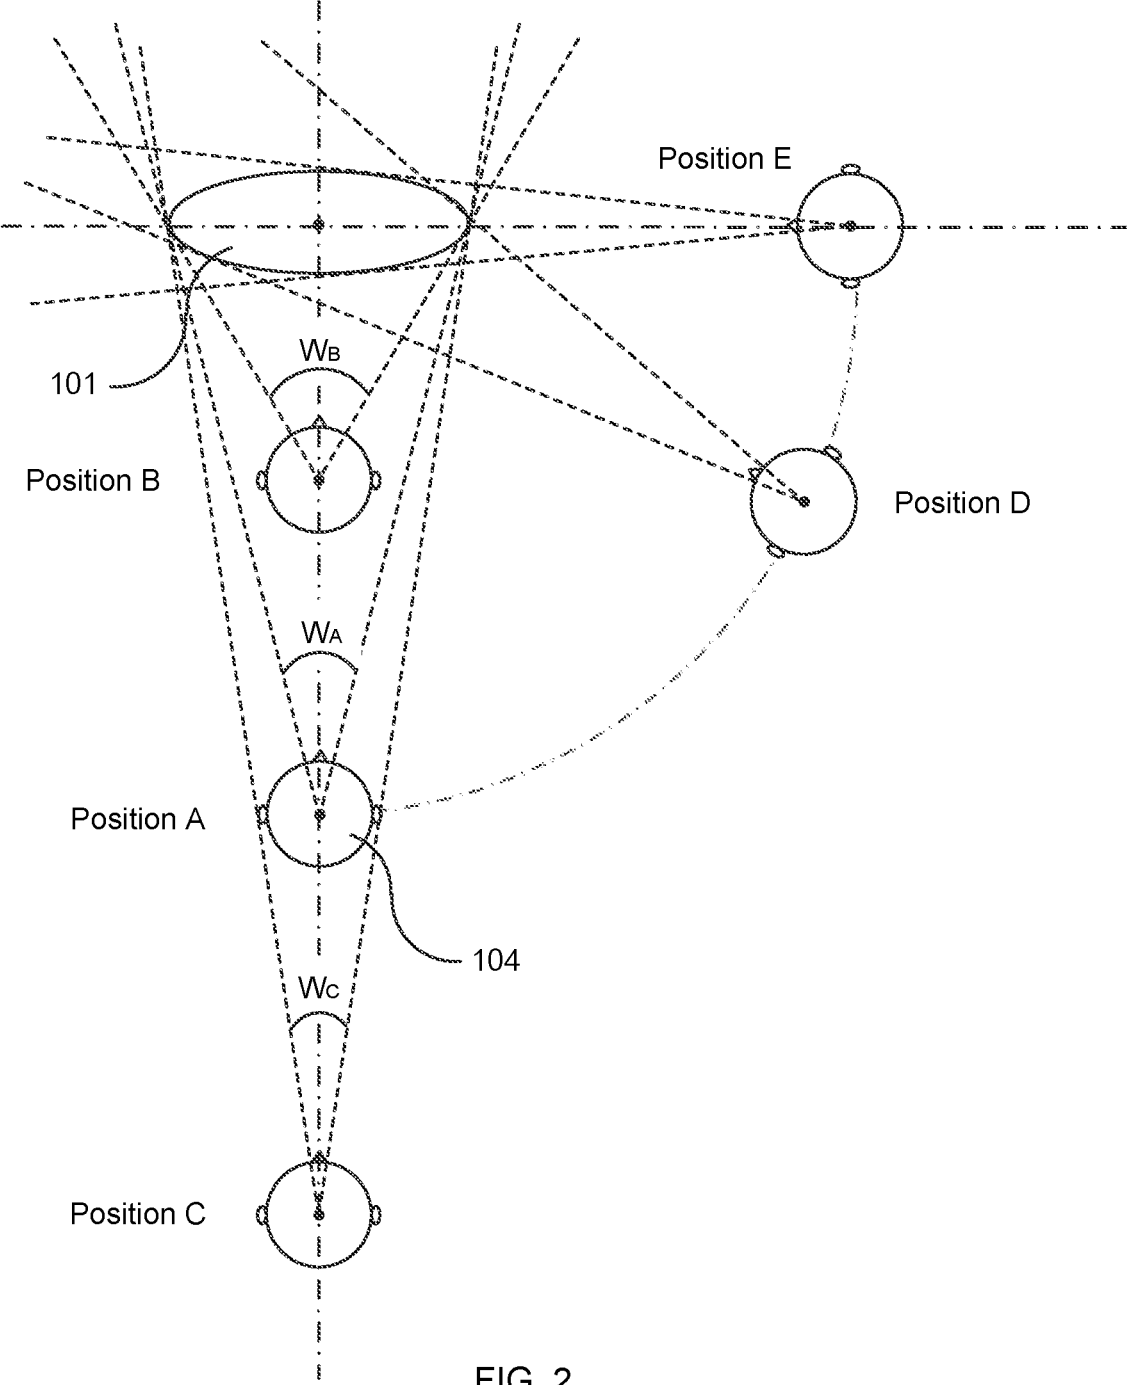 Position E
WB
101
Position B
Position D
WA
Position A
104
WC
Position C
FIG. 2